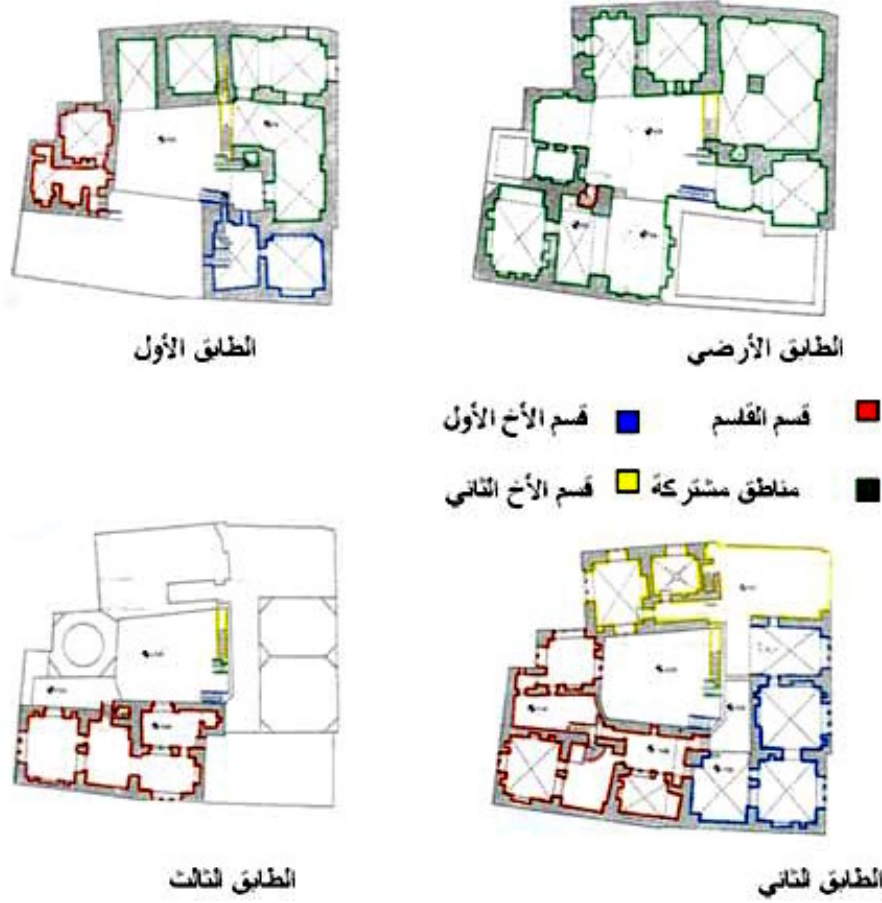 الطابق الأرضي
الطابق الأول
قسم القاسم
قسم الأخ الأول
مناطق مشتركة
قسم الأخ الثاني
الطابق الثاني
الطابق الثالث